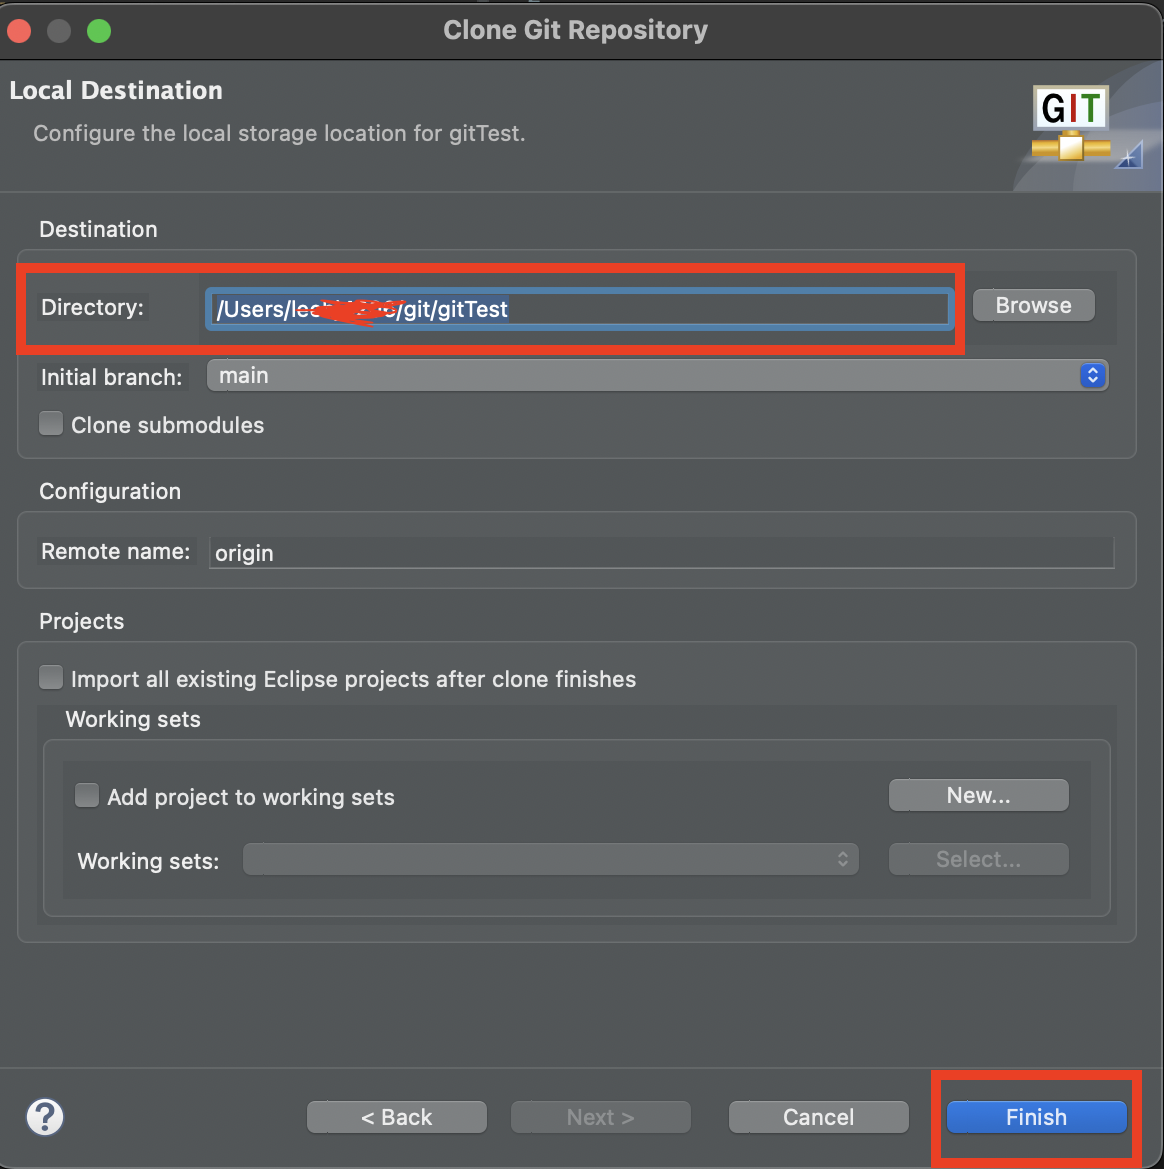 Clone Git Repository
Local Destination
Configure the local storage location for gitTest.
GIT
Destination
Directory:
/Users/ /git/gitTest
Browse
Initial branch:
main
Clone submodules
Configuration
Remote name:
origin
Projects
Import all existing Eclipse projects after clone finishes
Working sets
Add project to working sets
New...
Working sets:
Select...
?
< Back
Next >
Cancel
Finish